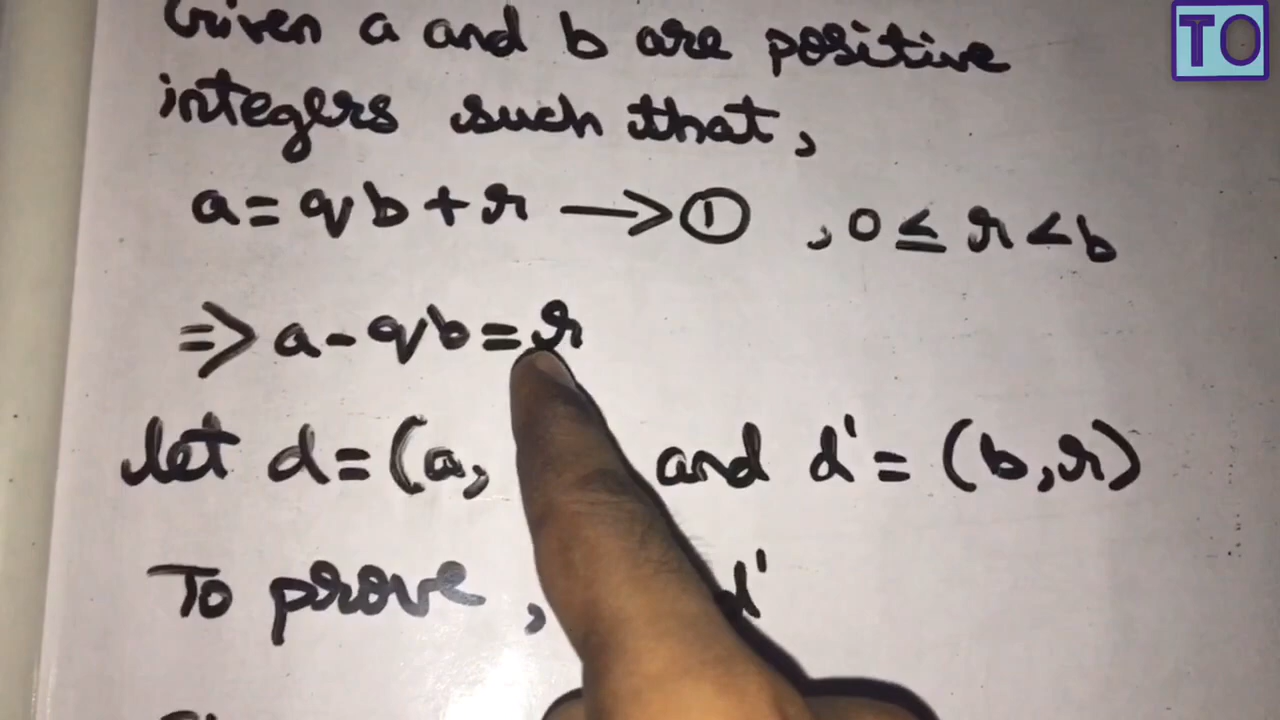 TO
Given a and b are positive
integers such that,
a = qb + r → ① , 0 ≤ r < b
⇒ a - qb = r
let d = (a, and d' = (b, r)
To prove, d'